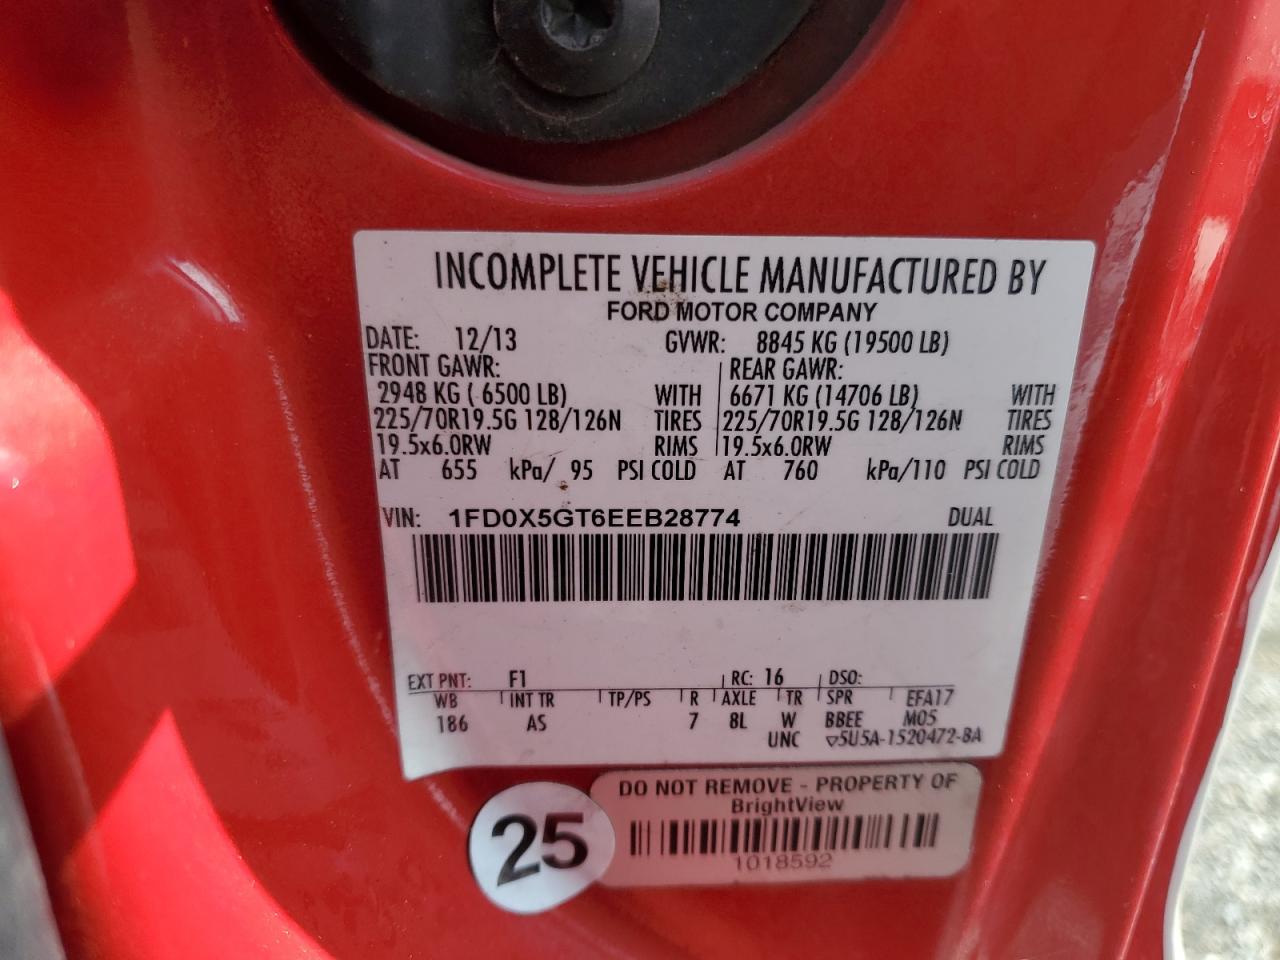 INCOMPLETE VEHICLE MANUFACTURED BY
FORD MOTOR COMPANY
DATE: 12/13 GVWR: 8845 KG (19500 LB)
FRONT GAWR: REAR GAWR:
2948 KG ( 6500 LB) WITH 6671 KG (14706 LB) WITH
225/70R19.5G 128/126N TIRES 225/70R19.5G 128/126N TIRES
19.5x6.0RW RIMS 19.5x6.0RW RIMS
AT 655 kPa/ 95 PSI COLD AT 760 kPa/110 PSI COLD
VIN: 1FD0X5GT6EEB28774 DUAL
EXT PNT: F1 RC: 16 DSO:
WB INT TR TP/PS R AXLE TR SPR EFA17
186 AS 7 8L W BBEE M05
UNC ▽5U5A-1520472-BA
DO NOT REMOVE - PROPERTY OF
BrightView
25
1018592